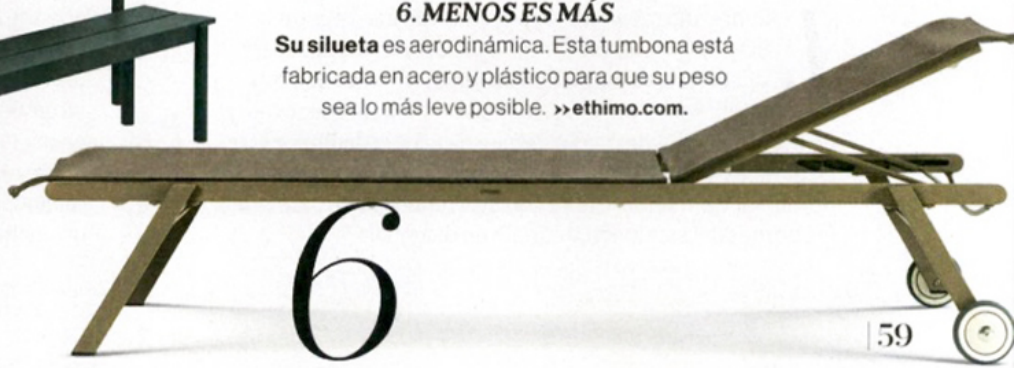 6. MENOS ES MÁS
Su silueta es aerodinámica. Esta tumbona está
fabricada en acero y plástico para que su peso
sea lo más leve posible. »ethimo.com.
6
|59